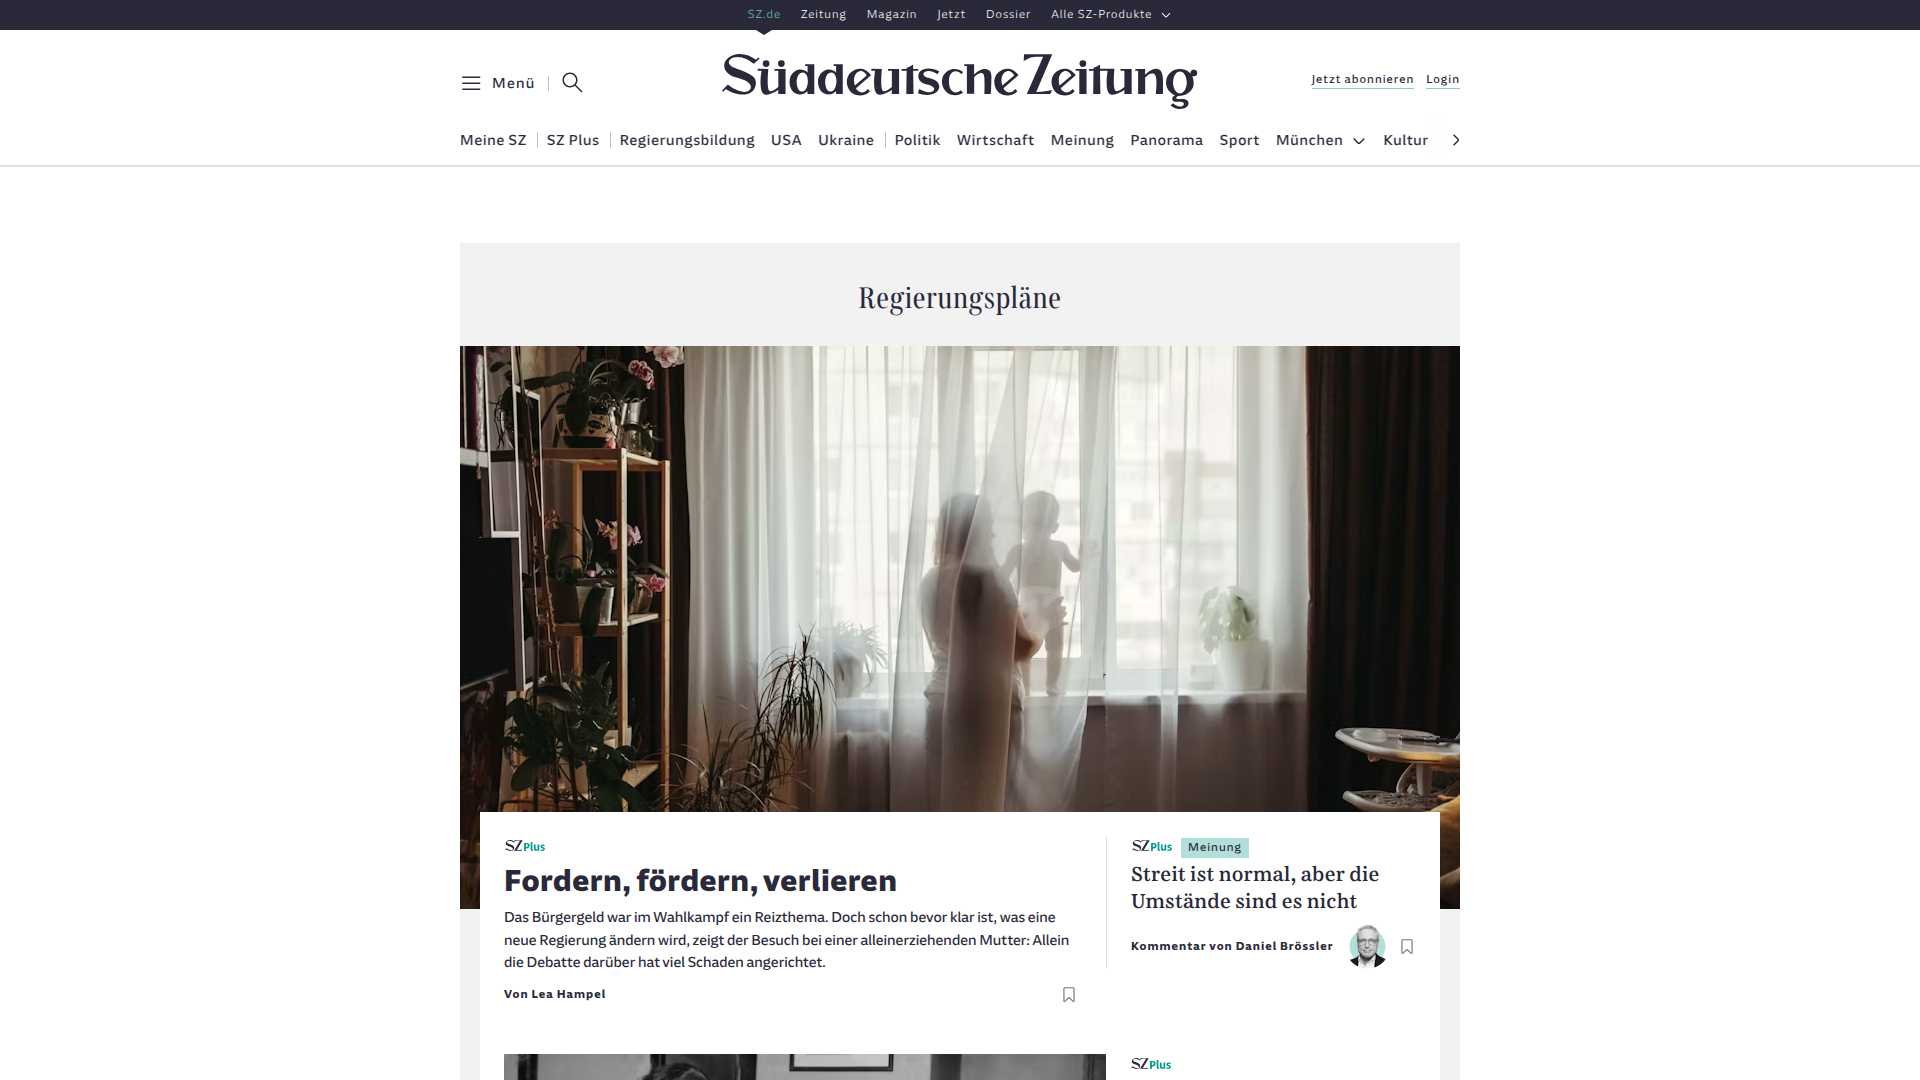 SZ.de Zeitung Magazin Jetzt Dossier Alle SZ-Produkte
Menü
Süddeutsche Zeitung
Jetzt abonnieren Login
Meine SZ SZ Plus Regierungsbildung USA Ukraine Politik Wirtschaft Meinung Panorama Sport München Kultur
Regierungspläne
SZ Plus
Fordern, fördern, verlieren
Das Bürgergeld war im Wahlkampf ein Reizthema. Doch schon bevor klar ist, was eine
neue Regierung ändern wird, zeigt der Besuch bei einer alleinerziehenden Mutter: Allein
die Debatte darüber hat viel Schaden angerichtet.
Von Lea Hampel
SZ Plus Meinung
Streit ist normal, aber die
Umstände sind es nicht
Kommentar von Daniel Brössler
SZ Plus